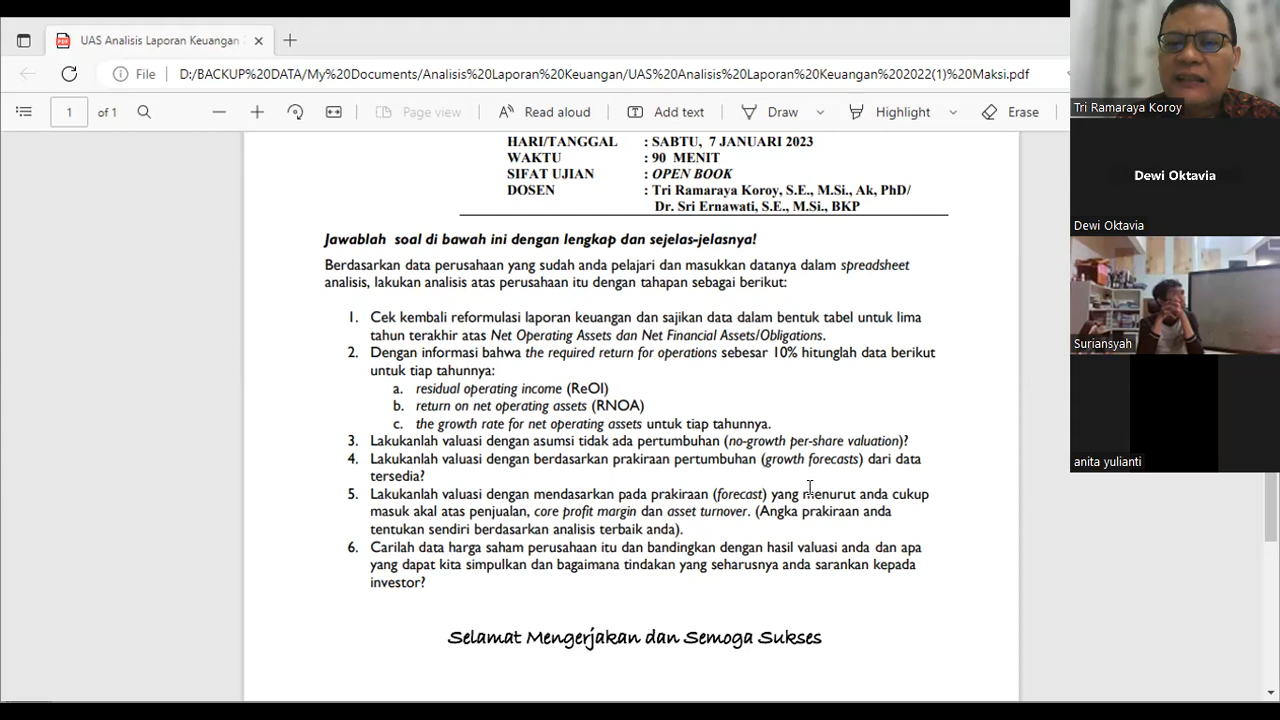 UAS Analisis Laporan Keuangan
File
D:/BACKUP%20DATA/My%20Documents/Analisis%20Laporan%20Keuangan/UAS%20Analisis%20Laporan%20Keuangan%202022(1)%20Maksi.pdf
1 of 1
Page view
Read aloud
Add text
Draw
Highlight
Erase
HARI/TANGGAL : SABTU, 7 JANUARI 2023
WAKTU : 90 MENIT
SIFAT UJIAN : OPEN BOOK
DOSEN : Tri Ramaraya Koroy, S.E., M.Si., Ak, PhD/
Dr. Sri Ernawati, S.E., M.Si., BKP
Jawablah soal di bawah ini dengan lengkap dan sejelas-jelasnya!
Berdasarkan data perusahaan yang sudah anda pelajari dan masukkan datanya dalam spreadsheet
analisis, lakukan analisis atas perusahaan itu dengan tahapan sebagai berikut:
1. Cek kembali reformulasi laporan keuangan dan sajikan data dalam bentuk tabel untuk lima
tahun terakhir atas Net Operating Assets dan Net Financial Assets/Obligations.
2. Dengan informasi bahwa the required return for operations sebesar 10% hitunglah data berikut
untuk tiap tahunnya:
a. residual operating income (ReOI)
b. return on net operating assets (RNOA)
c. the growth rate for net operating assets untuk tiap tahunnya.
3. Lakukanlah valuasi dengan asumsi tidak ada pertumbuhan (no-growth per-share valuation)?
4. Lakukanlah valuasi dengan berdasarkan prakiraan pertumbuhan (growth forecasts) dari data
tersedia?
5. Lakukanlah valuasi dengan mendasarkan pada prakiraan (forecast) yang menurut anda cukup
masuk akal atas penjualan, core profit margin dan asset turnover. (Angka prakiraan anda
tentukan sendiri berdasarkan analisis terbaik anda).
6. Carilah data harga saham perusahaan itu dan bandingkan dengan hasil valuasi anda dan apa
yang dapat kita simpulkan dan bagaimana tindakan yang seharusnya anda sarankan kepada
investor?
Selamat Mengerjakan dan Semoga Sukses
Tri Ramaraya Koroy
Dewi Oktavia
Dewi Oktavia
Suriansyah
anita yulianti